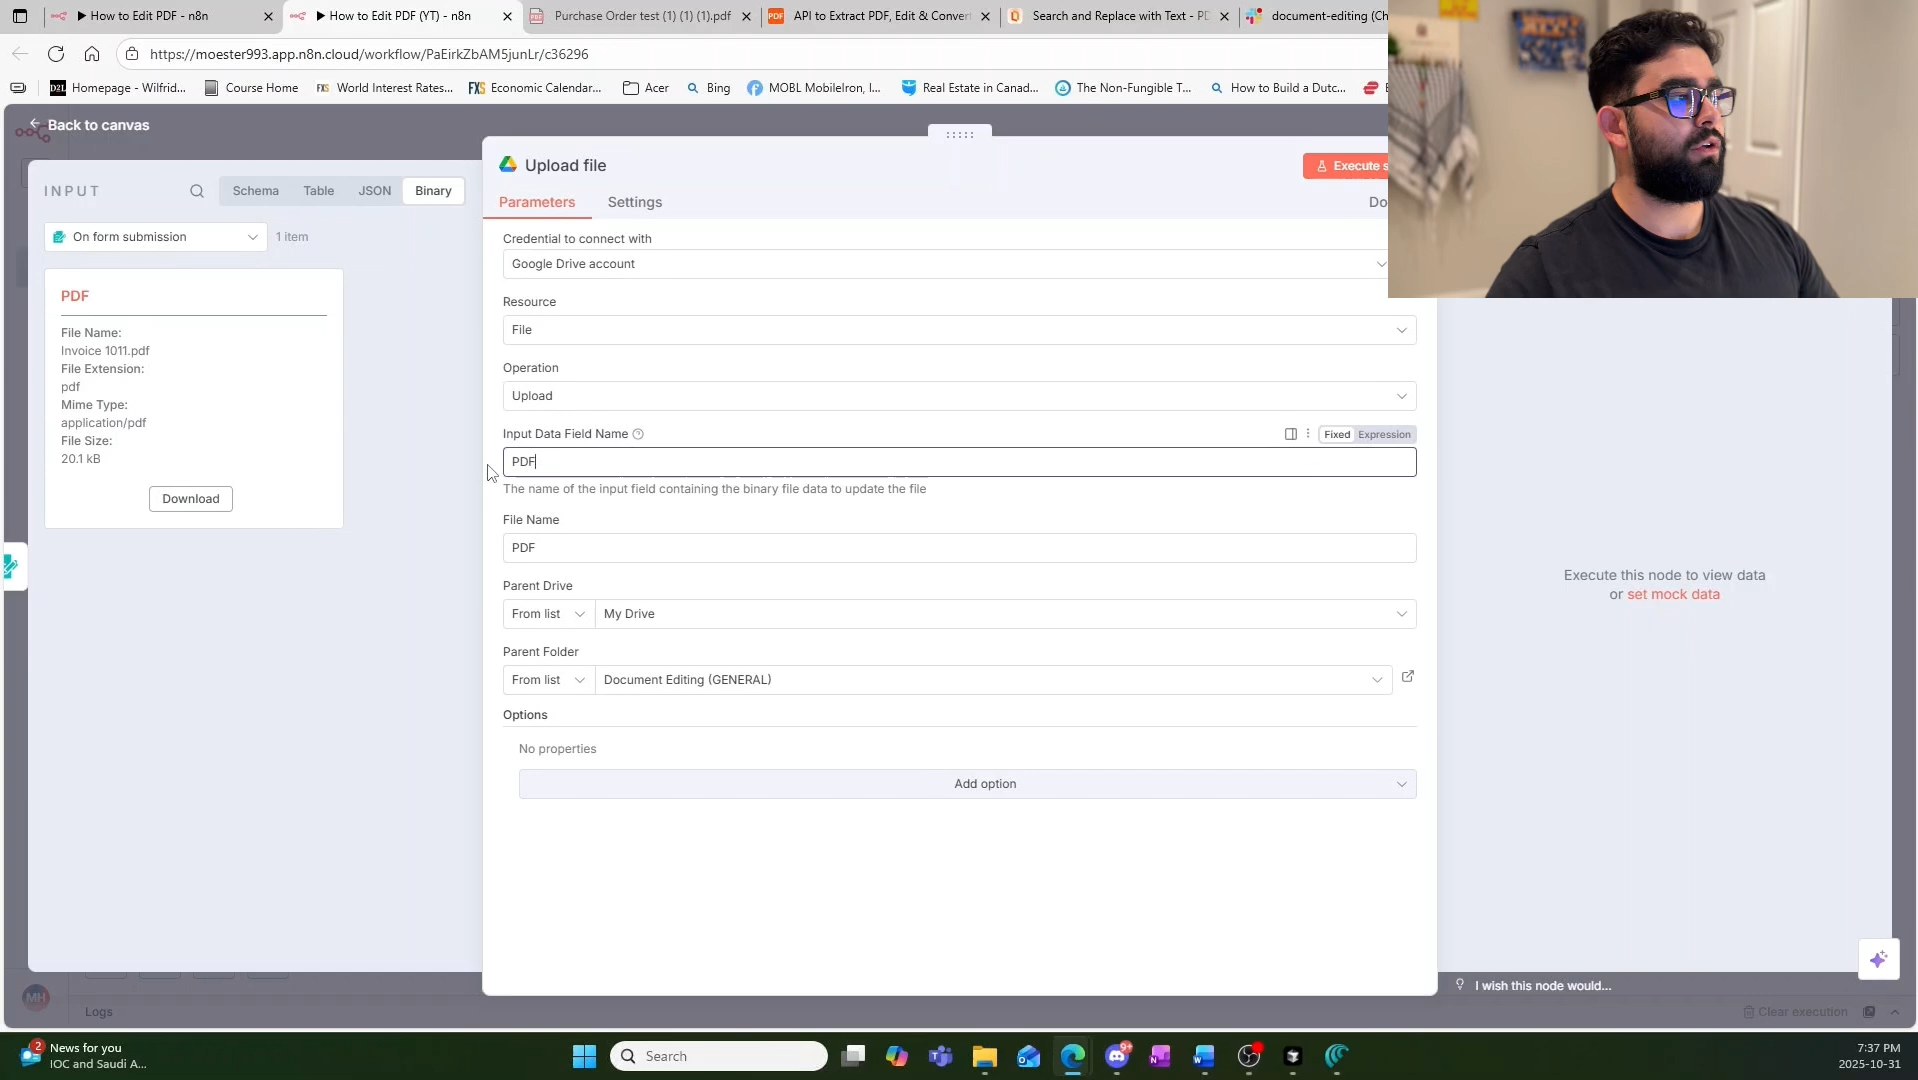 How to Edit PDF - n8n
How to Edit PDF (YT) - n8n
Purchase Order test (1) (1) (1).pdf
API to Extract PDF, Edit & Conver
Search and Replace with Text - PD
document-editing (Ch
https://moester993.app.n8n.cloud/workflow/PaEirkZbAM5junLr/c36296
Homepage - Wilfrid...
Course Home
FXS World Interest Rates...
FXS Economic Calendar...
Acer
Bing
MOBL MobileIron, I...
Real Estate in Canad...
The Non-Fungible T...
How to Build a Dutc...
Back to canvas
Upload file
Execute s
INPUT
Schema
Table
JSON
Binary
Parameters
Settings
Do
On form submission
1 item
Credential to connect with
Google Drive account
PDF
File Name:
Invoice 1011.pdf
File Extension:
pdf
Mime Type:
application/pdf
File Size:
20.1 kB
Download
Resource
File
Operation
Upload
Input Data Field Name
Fixed
Expression
PDF
The name of the input field containing the binary file data to update the file
File Name
PDF
Parent Drive
From list
My Drive
Parent Folder
From list
Document Editing (GENERAL)
Options
No properties
Add option
Execute this node to view data
or set mock data
I wish this node would...
MH
Logs
Clear execution
2
News for you
IOC and Saudi A...
Search
9+
7:37 PM
2025-10-31